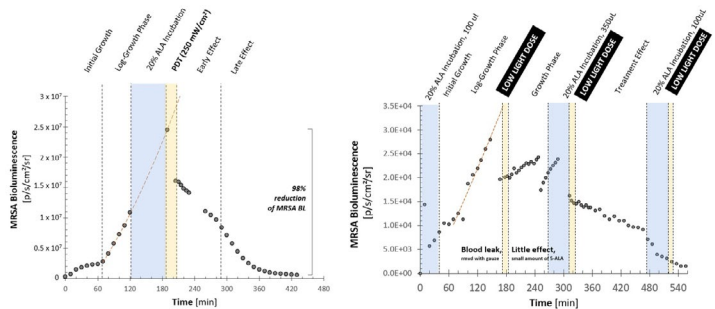 Initial Growth
Log-Growth Phase
20% ALA Incubation
PDT (250 mW/cm²)
Early Effect
Late Effect
MRSA Bioluminescence
[p/s/cm²/sr]
3 x 10⁷
2.5 x 10⁷
2 x 10⁷
1.5 x 10⁷
1 x 10⁷
0.5 x 10⁷
0
0 60 120 180 240 300 360 420 480
Time [min]
98%
reduction
of MRSA BL
20% ALA Incubation, 100 ul
Initial Growth
Log-Growth Phase
LOW LIGHT DOSE
Growth Phase
20% ALA Incubation, 350uL
LOW LIGHT DOSE
Treatment Effect
20% ALA Incubation, 100uL
LOW LIGHT DOSE
MRSA Bioluminescence
[p/s/cm²/sr]
3.5E+04
3.0E+04
2.5E+04
2.0E+04
1.5E+04
1.0E+04
5.0E+03
0.0E+00
0 60 120 180 240 300 360 420 480 540
Time [min]
Blood leak,
Little effect,
small amount of 5-ALA